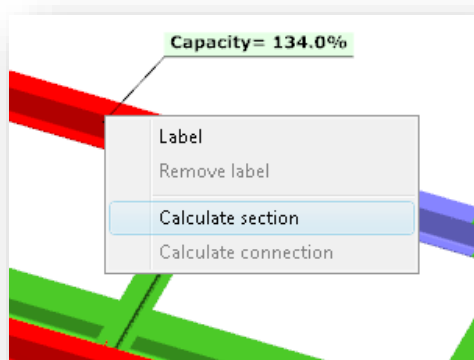 Capacity= 134.0%
Label
Remove label
Calculate section
Calculate connection